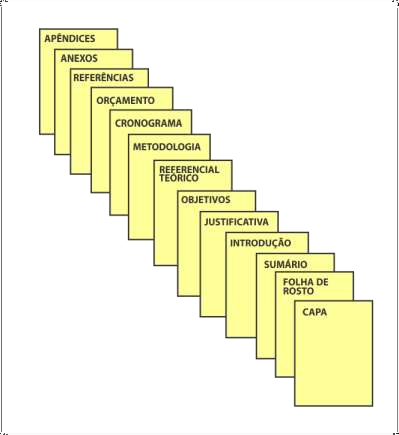 APÊNDICES
ANEXOS
REFERÊNCIAS
ORÇAMENTO
CRONOGRAMA
METODOLOGIA
REFERENCIAL
TEÓRICO
OBJETIVOS
JUSTIFICATIVA
INTRODUÇÃO
SUMÁRIO
FOLHA DE
ROSTO
CAPA